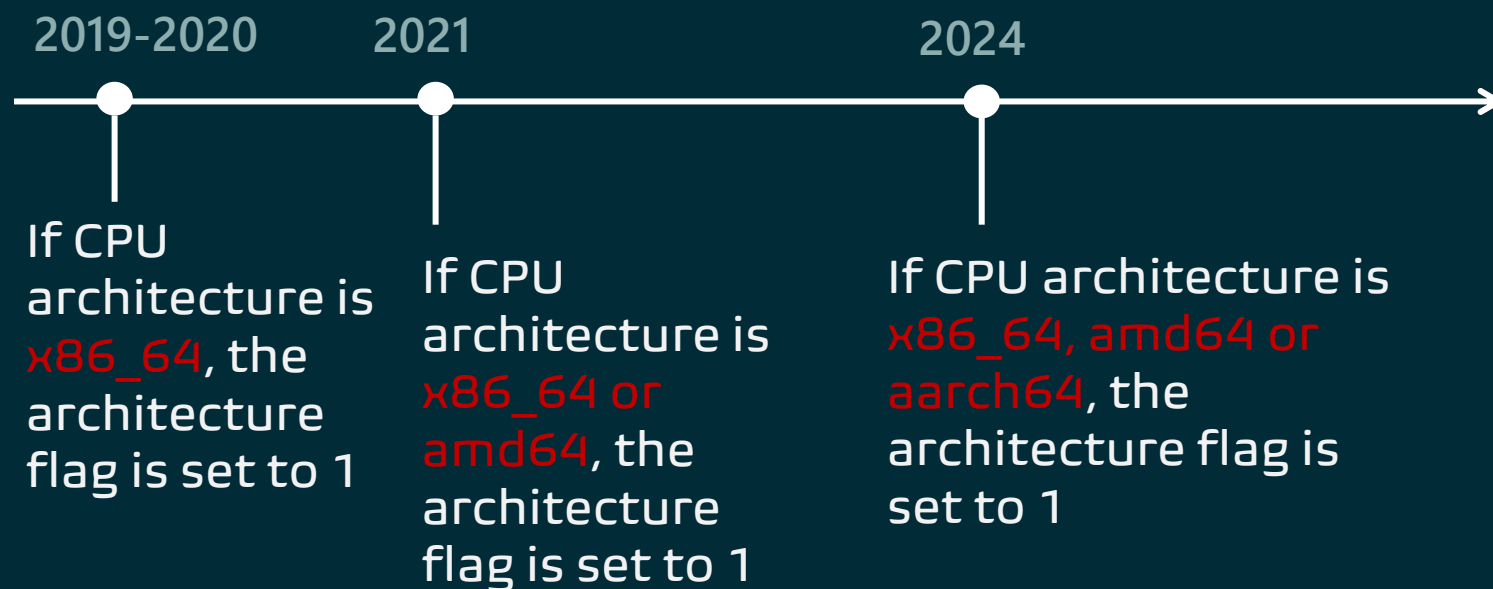 2019-2020
2021
2024
If CPU
architecture is
x86_64, the
architecture
flag is set to 1
If CPU
architecture is
x86_64 or
amd64, the
architecture
flag is set to 1
If CPU architecture is
x86_64, amd64 or
aarch64, the
architecture flag is
set to 1